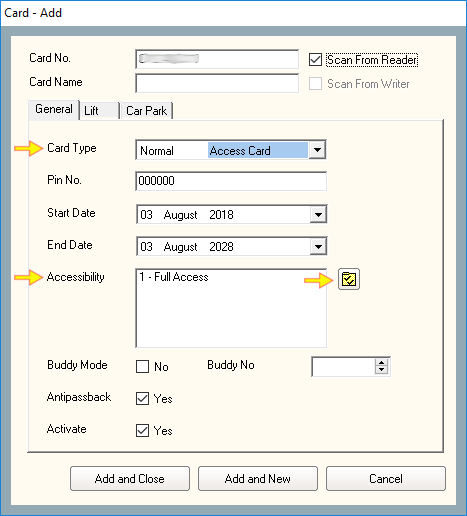 Card - Add
Card No. Scan From Reader
Card Name Scan From Writer
General Lift Car Park
Card Type Normal Access Card
Pin No. 000000
Start Date 03 August 2018
End Date 03 August 2028
Accessibility 1 - Full Access
Buddy Mode No Buddy No
Antipassback Yes
Activate Yes
Add and Close Add and New Cancel